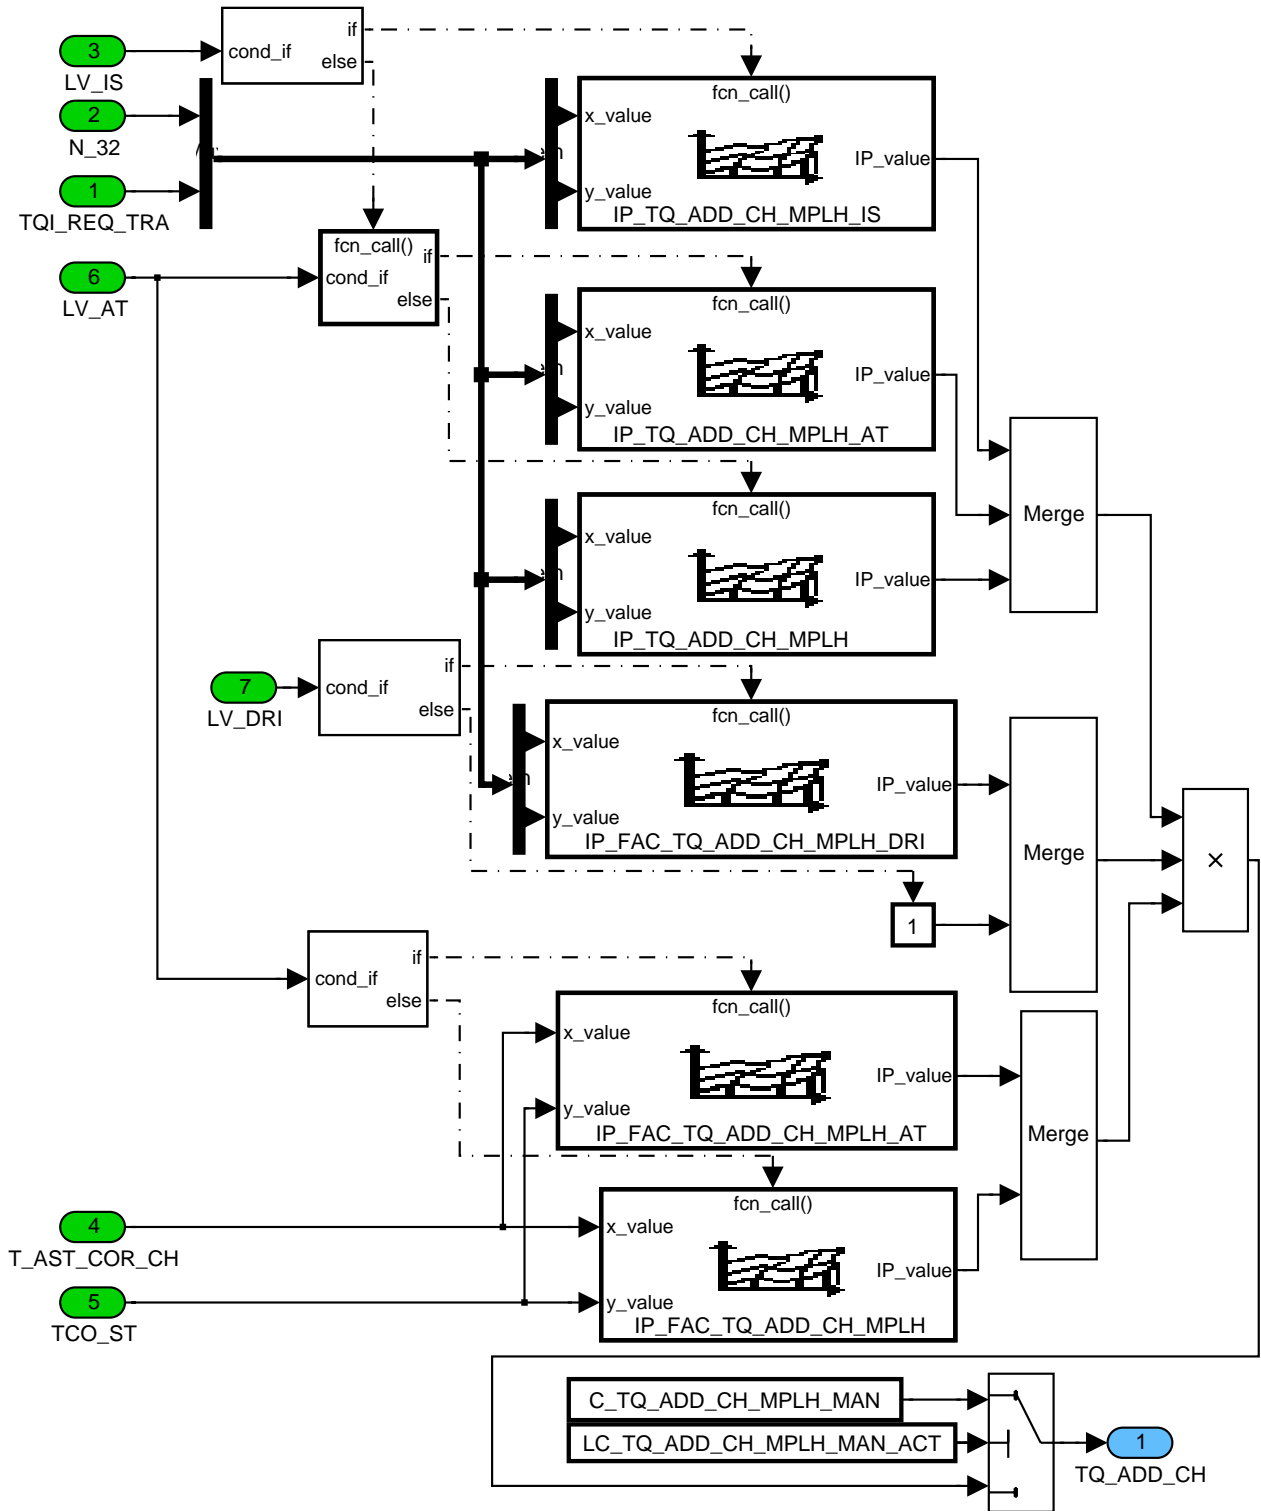 if
cond_if
else
3
LV_IS
2
N_32
1
TQI_REQ_TRA
fcn_call()
x_value
y_value
IP_value
IP_TQ_ADD_CH_MPLH_IS
6
LV_AT
fcn_call()
if
cond_if
else
fcn_call()
x_value
y_value
IP_value
IP_TQ_ADD_CH_MPLH_AT
Merge
fcn_call()
x_value
y_value
IP_value
IP_TQ_ADD_CH_MPLH
7
LV_DRI
if
cond_if
else
fcn_call()
x_value
y_value
IP_value
IP_FAC_TQ_ADD_CH_MPLH_DRI
Merge
×
1
if
cond_if
else
fcn_call()
x_value
y_value
IP_value
IP_FAC_TQ_ADD_CH_MPLH_AT
Merge
4
T_AST_COR_CH
5
TCO_ST
fcn_call()
x_value
y_value
IP_value
IP_FAC_TQ_ADD_CH_MPLH
C_TQ_ADD_CH_MPLH_MAN
LC_TQ_ADD_CH_MPLH_MAN_ACT
1
TQ_ADD_CH